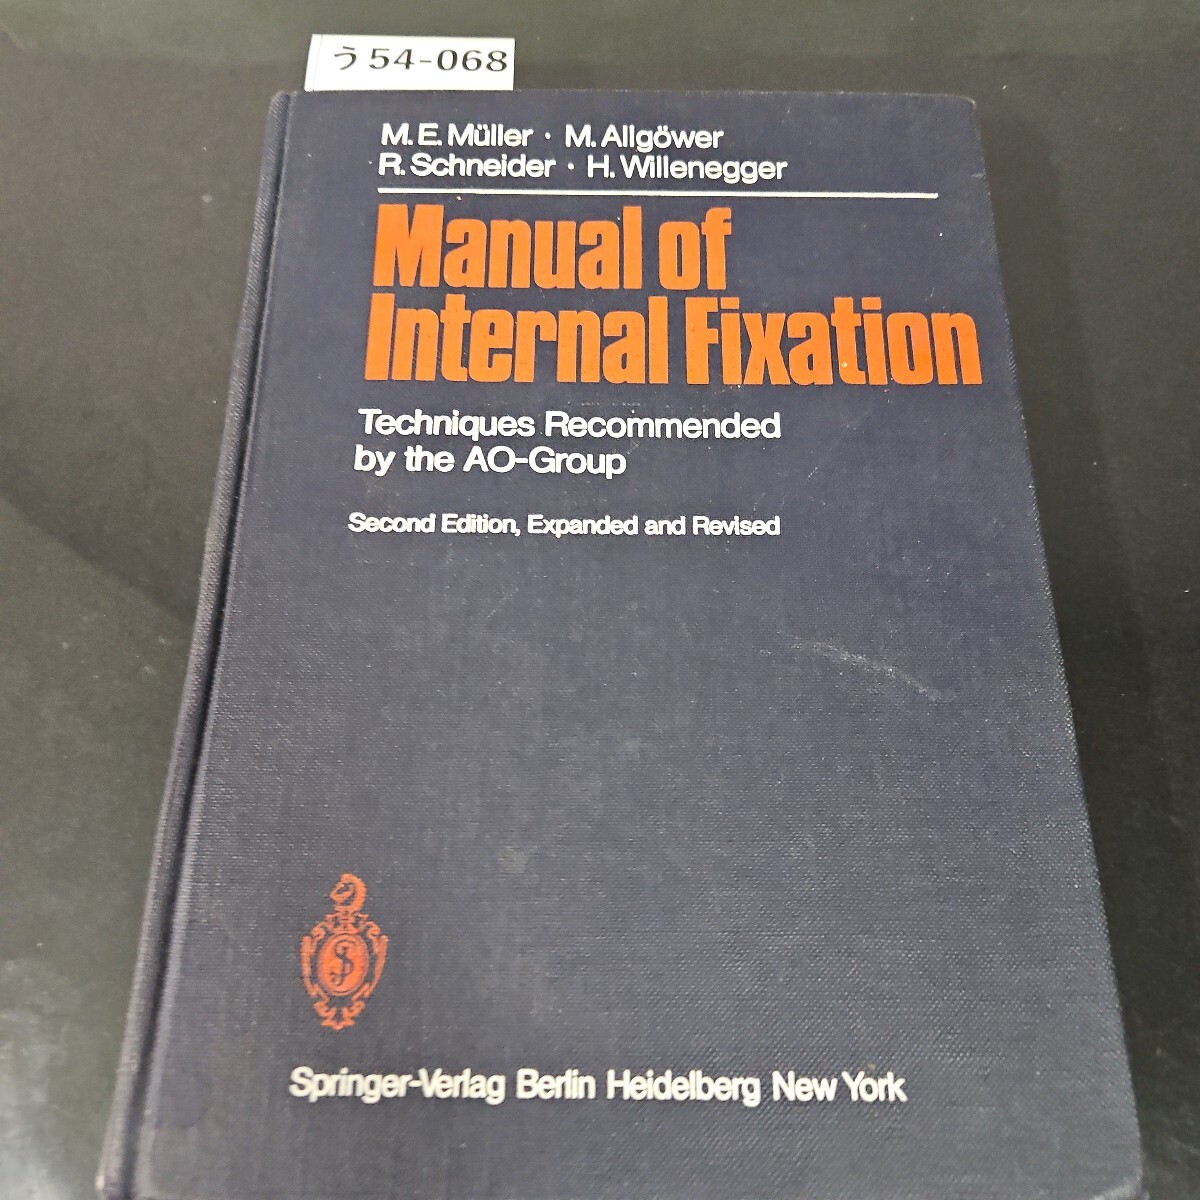 う54-068
M.E. Müller · M. Allgöwer
R. Schneider · H. Willenegger
Manual of
Internal Fixation
Techniques Recommended
by the AO-Group
Second Edition, Expanded and Revised
Springer-Verlag Berlin Heidelberg New York